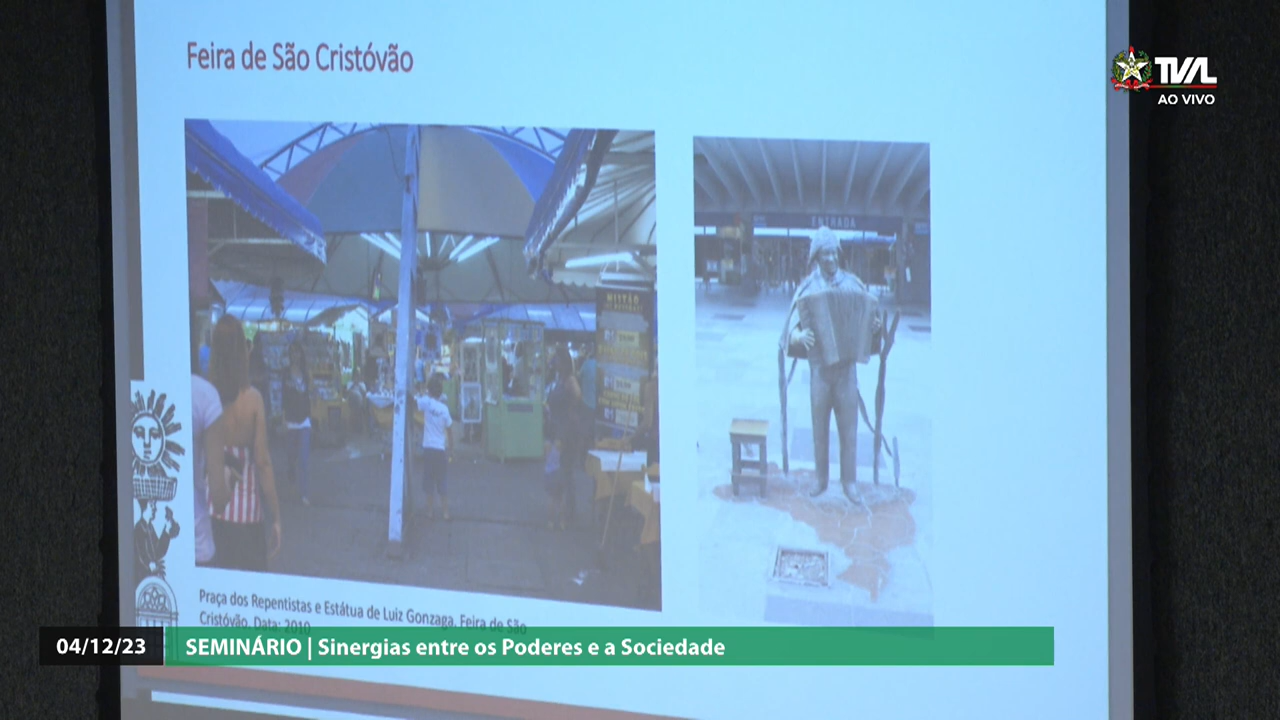 Feira de São Cristóvão
TVAL
AO VIVO
ENTRADA
Praça dos Repentistas e Estátua de Luiz Gonzaga. Feira de São
Cristóvão. Data: 2010
04/12/23
SEMINÁRIO | Sinergias entre os Poderes e a Sociedade